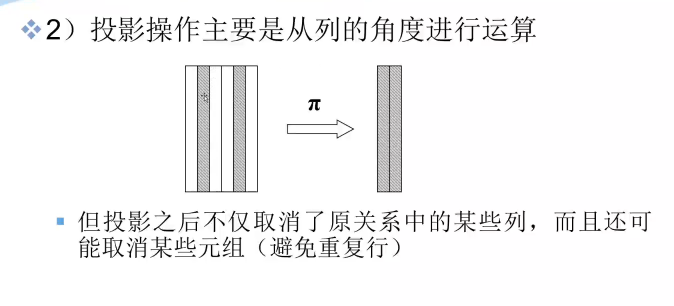 2）投影操作主要是从列的角度进行运算
π
但投影之后不仅取消了原关系中的某些列，而且还可
能取消某些元组（避免重复行）